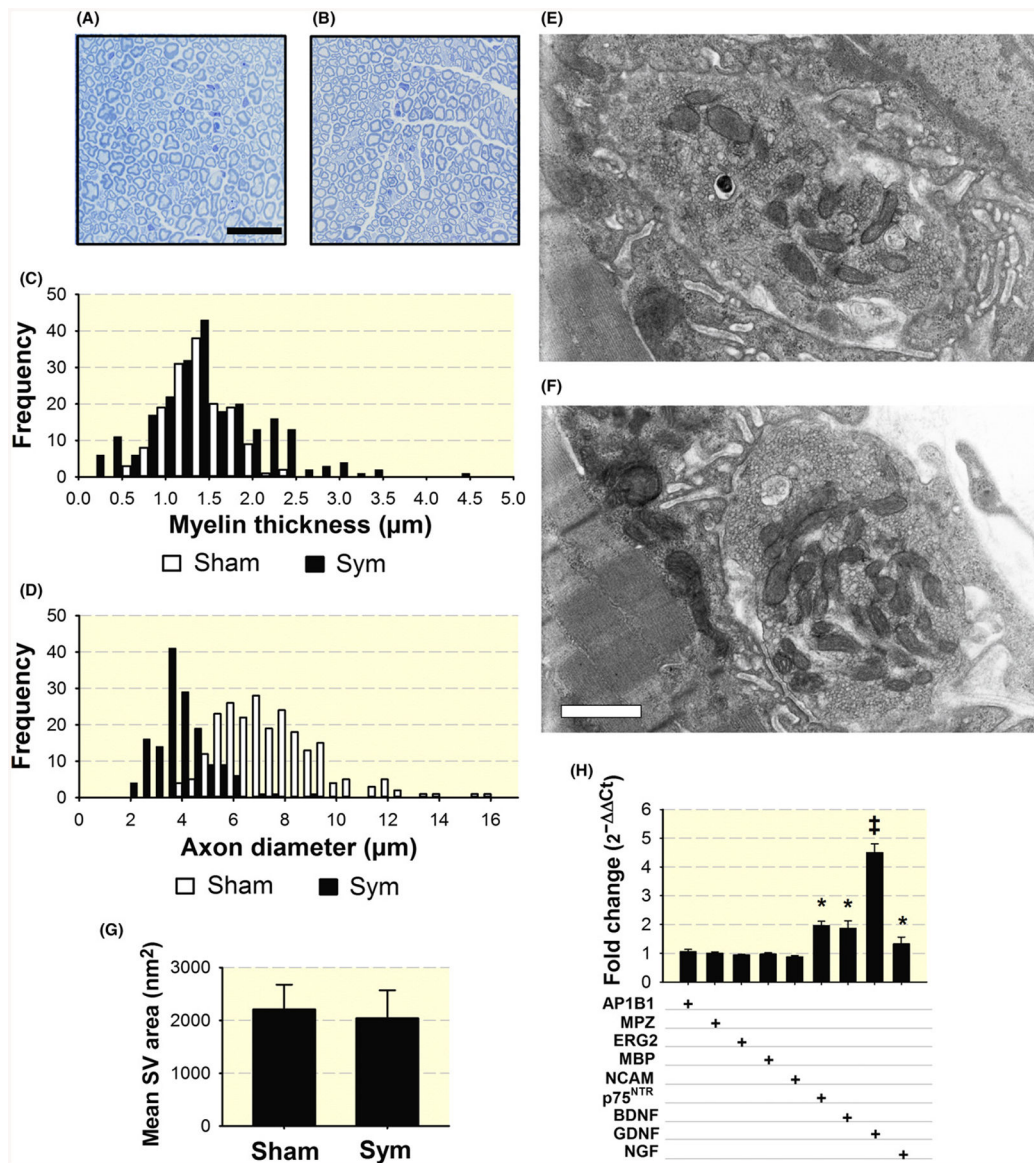 (A)
(B)
(C)
50
40
30
20
10
0
Frequency
0.0 0.5 1.0 1.5 2.0 2.5 3.0 3.5 4.0 4.5 5.0
Myelin thickness (µm)
Sham Sym
(D)
50
40
30
20
10
0
Frequency
0 2 4 6 8 10 12 14 16
Axon diameter (µm)
Sham Sym
(G)
3000
2000
1000
0
Mean SV area (nm²)
Sham Sym
(E)
(F)
(H)
6
5
4
3
2
1
0
Fold change (2⁻ΔΔCt)
* * ‡ *
AP1B1 +
MPZ +
ERG2 +
MBP +
NCAM +
p75ᴺᵀᴿ +
BDNF +
GDNF +
NGF +